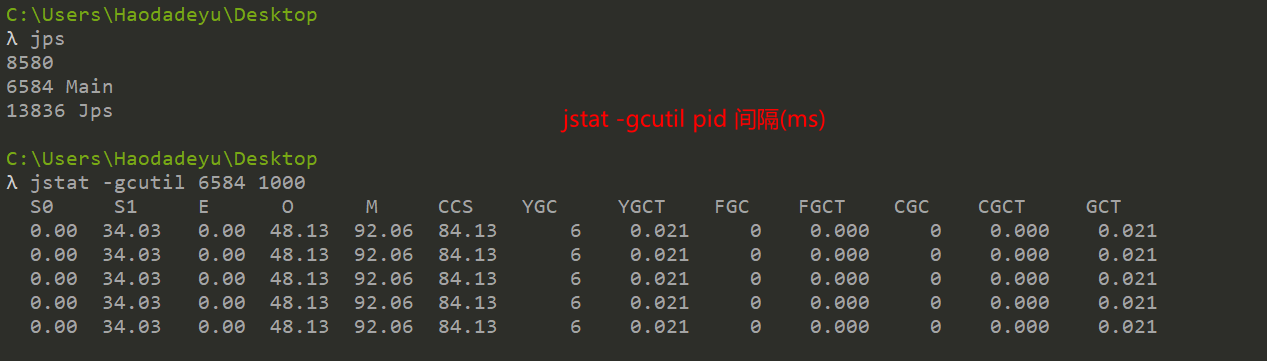 C:\Users\Haodadeyu\Desktop
λ jps
8580
6584 Main
13836 Jps
jstat -gcutil pid 间隔(ms)
C:\Users\Haodadeyu\Desktop
λ jstat -gcutil 6584 1000
S0 S1 E O M CCS YGC YGCT FGC FGCT CGC CGCT GCT
0.00 34.03 0.00 48.13 92.06 84.13 6 0.021 0 0.000 0 0.000 0.021
0.00 34.03 0.00 48.13 92.06 84.13 6 0.021 0 0.000 0 0.000 0.021
0.00 34.03 0.00 48.13 92.06 84.13 6 0.021 0 0.000 0 0.000 0.021
0.00 34.03 0.00 48.13 92.06 84.13 6 0.021 0 0.000 0 0.000 0.021
0.00 34.03 0.00 48.13 92.06 84.13 6 0.021 0 0.000 0 0.000 0.021